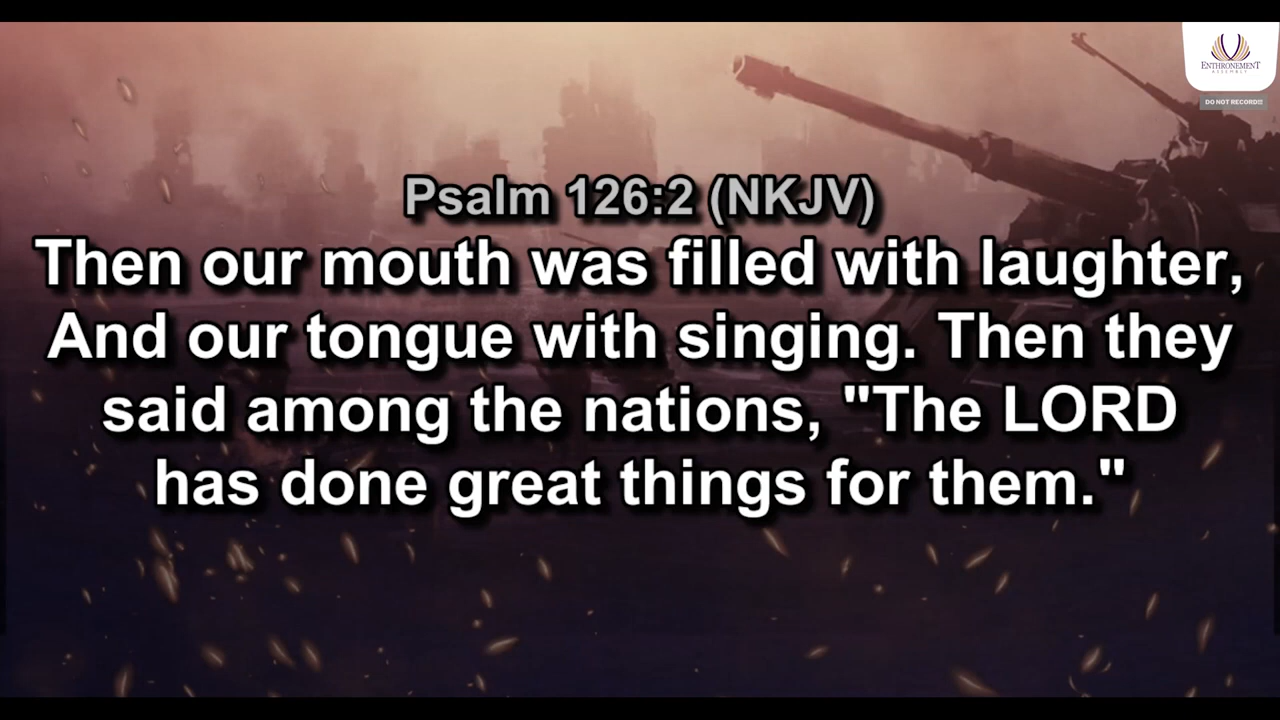 ENTHRONEMENT
ASSEMBLY
DO NOT RECORD!!!
Psalm 126:2 (NKJV)
Then our mouth was filled with laughter,
And our tongue with singing. Then they
said among the nations, "The LORD
has done great things for them."